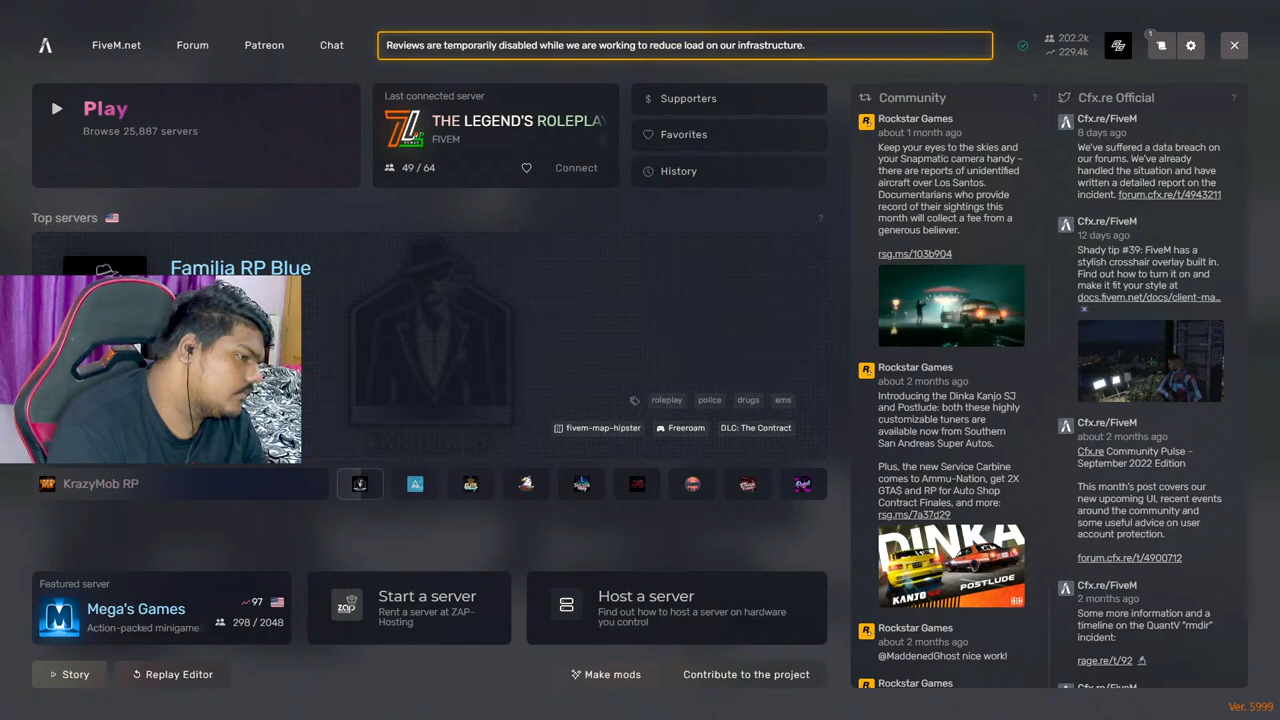 FiveM.net
Forum
Patreon
Chat
Reviews are temporarily disabled while we are working to reduce load on our infrastructure.
202.2k
229.4k
1
Play
Browse 25,887 servers
Last connected server
THE LEGEND'S ROLEPLAY
FIVEM
49 / 64
Connect
$ Supporters
Favorites
History
Top servers
?
Familia RP Blue
roleplay
police
drugs
ems
fivem-map-hipster
Freeroam
DLC: The Contract
KrazyMob RP
Featured server
Mega's Games
Action-packed minigame
97
298 / 2048
ZAP
Start a server
Rent a server at ZAP-
Hosting
Host a server
Find out how to host a server on hardware
you control
Story
Replay Editor
Make mods
Contribute to the project
Community
?
Rockstar Games
about 1 month ago
Keep your eyes to the skies and
your Snapmatic camera handy –
there are reports of unidentified
aircraft over Los Santos.
Documentarians who provide
record of their sightings this
month will collect a fee from a
generous believer.
rsg.ms/103b904
Rockstar Games
about 2 months ago
Introducing the Dinka Kanjo SJ
and Postlude: both these highly
customizable tuners are
available now from Southern
San Andreas Super Autos.
Plus, the new Service Carbine
comes to Ammu-Nation, get 2X
GTA$ and RP for Auto Shop
Contract Finales, and more:
rsg.ms/7a37d29
DINKA
KANJO SJ
POSTLUDE
Rockstar Games
about 2 months ago
@MaddenedGhost nice work!
Rockstar Games
Cfx.re Official
?
Cfx.re/FiveM
8 days ago
We've suffered a data breach on
our forums. We've already
handled the situation and have
written a detailed report on the
incident. forum.cfx.re/t/4943211
Cfx.re/FiveM
12 days ago
Shady tip #39: FiveM has a
stylish crosshair overlay built in.
Find out how to turn it on and
make it fit your style at
docs.fivem.net/docs/client-ma…
Cfx.re/FiveM
about 2 months ago
Cfx.re Community Pulse -
September 2022 Edition
This month's post covers our
new upcoming UI, recent events
around the community and
some useful advice on user
account protection.
forum.cfx.re/t/4900712
Cfx.re/FiveM
2 months ago
Some more information and a
timeline on the QuantV "rmdir"
incident:
rage.re/t/92
Cfx.re/FiveM
Ver. 5999